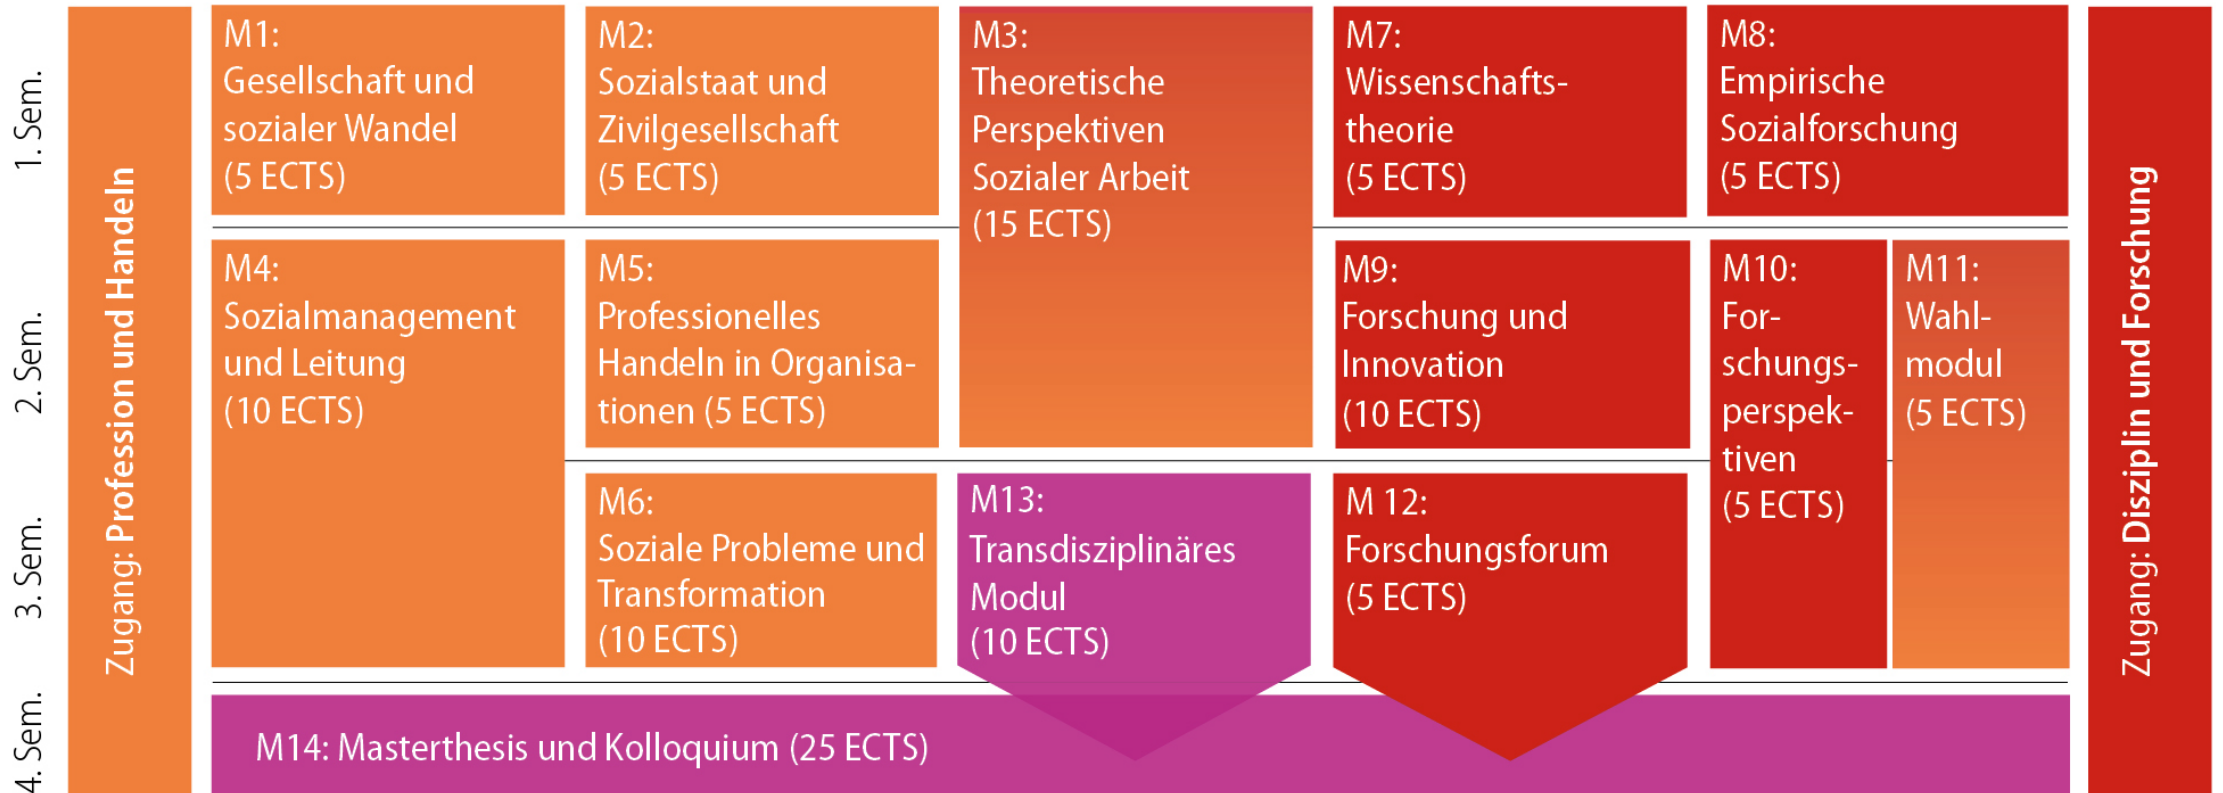 1. Sem.
2. Sem.
3. Sem.
4. Sem.
Zugang: Profession und Handeln
M1:
Gesellschaft und
sozialer Wandel
(5 ECTS)
M2:
Sozialstaat und
Zivilgesellschaft
(5 ECTS)
M3:
Theoretische
Perspektiven
Sozialer Arbeit
(15 ECTS)
M7:
Wissenschafts-
theorie
(5 ECTS)
M8:
Empirische
Sozialforschung
(5 ECTS)
M4:
Sozialmanagement
und Leitung
(10 ECTS)
M5:
Professionelles
Handeln in Organisa-
tionen (5 ECTS)
M9:
Forschung und
Innovation
(10 ECTS)
M10:
For-
schungs-
perspek-
tiven
(5 ECTS)
M11:
Wahl-
modul
(5 ECTS)
M6:
Soziale Probleme und
Transformation
(10 ECTS)
M13:
Transdisziplinäres
Modul
(10 ECTS)
M 12:
Forschungsforum
(5 ECTS)
M14: Masterthesis und Kolloquium (25 ECTS)
Zugang: Disziplin und Forschung